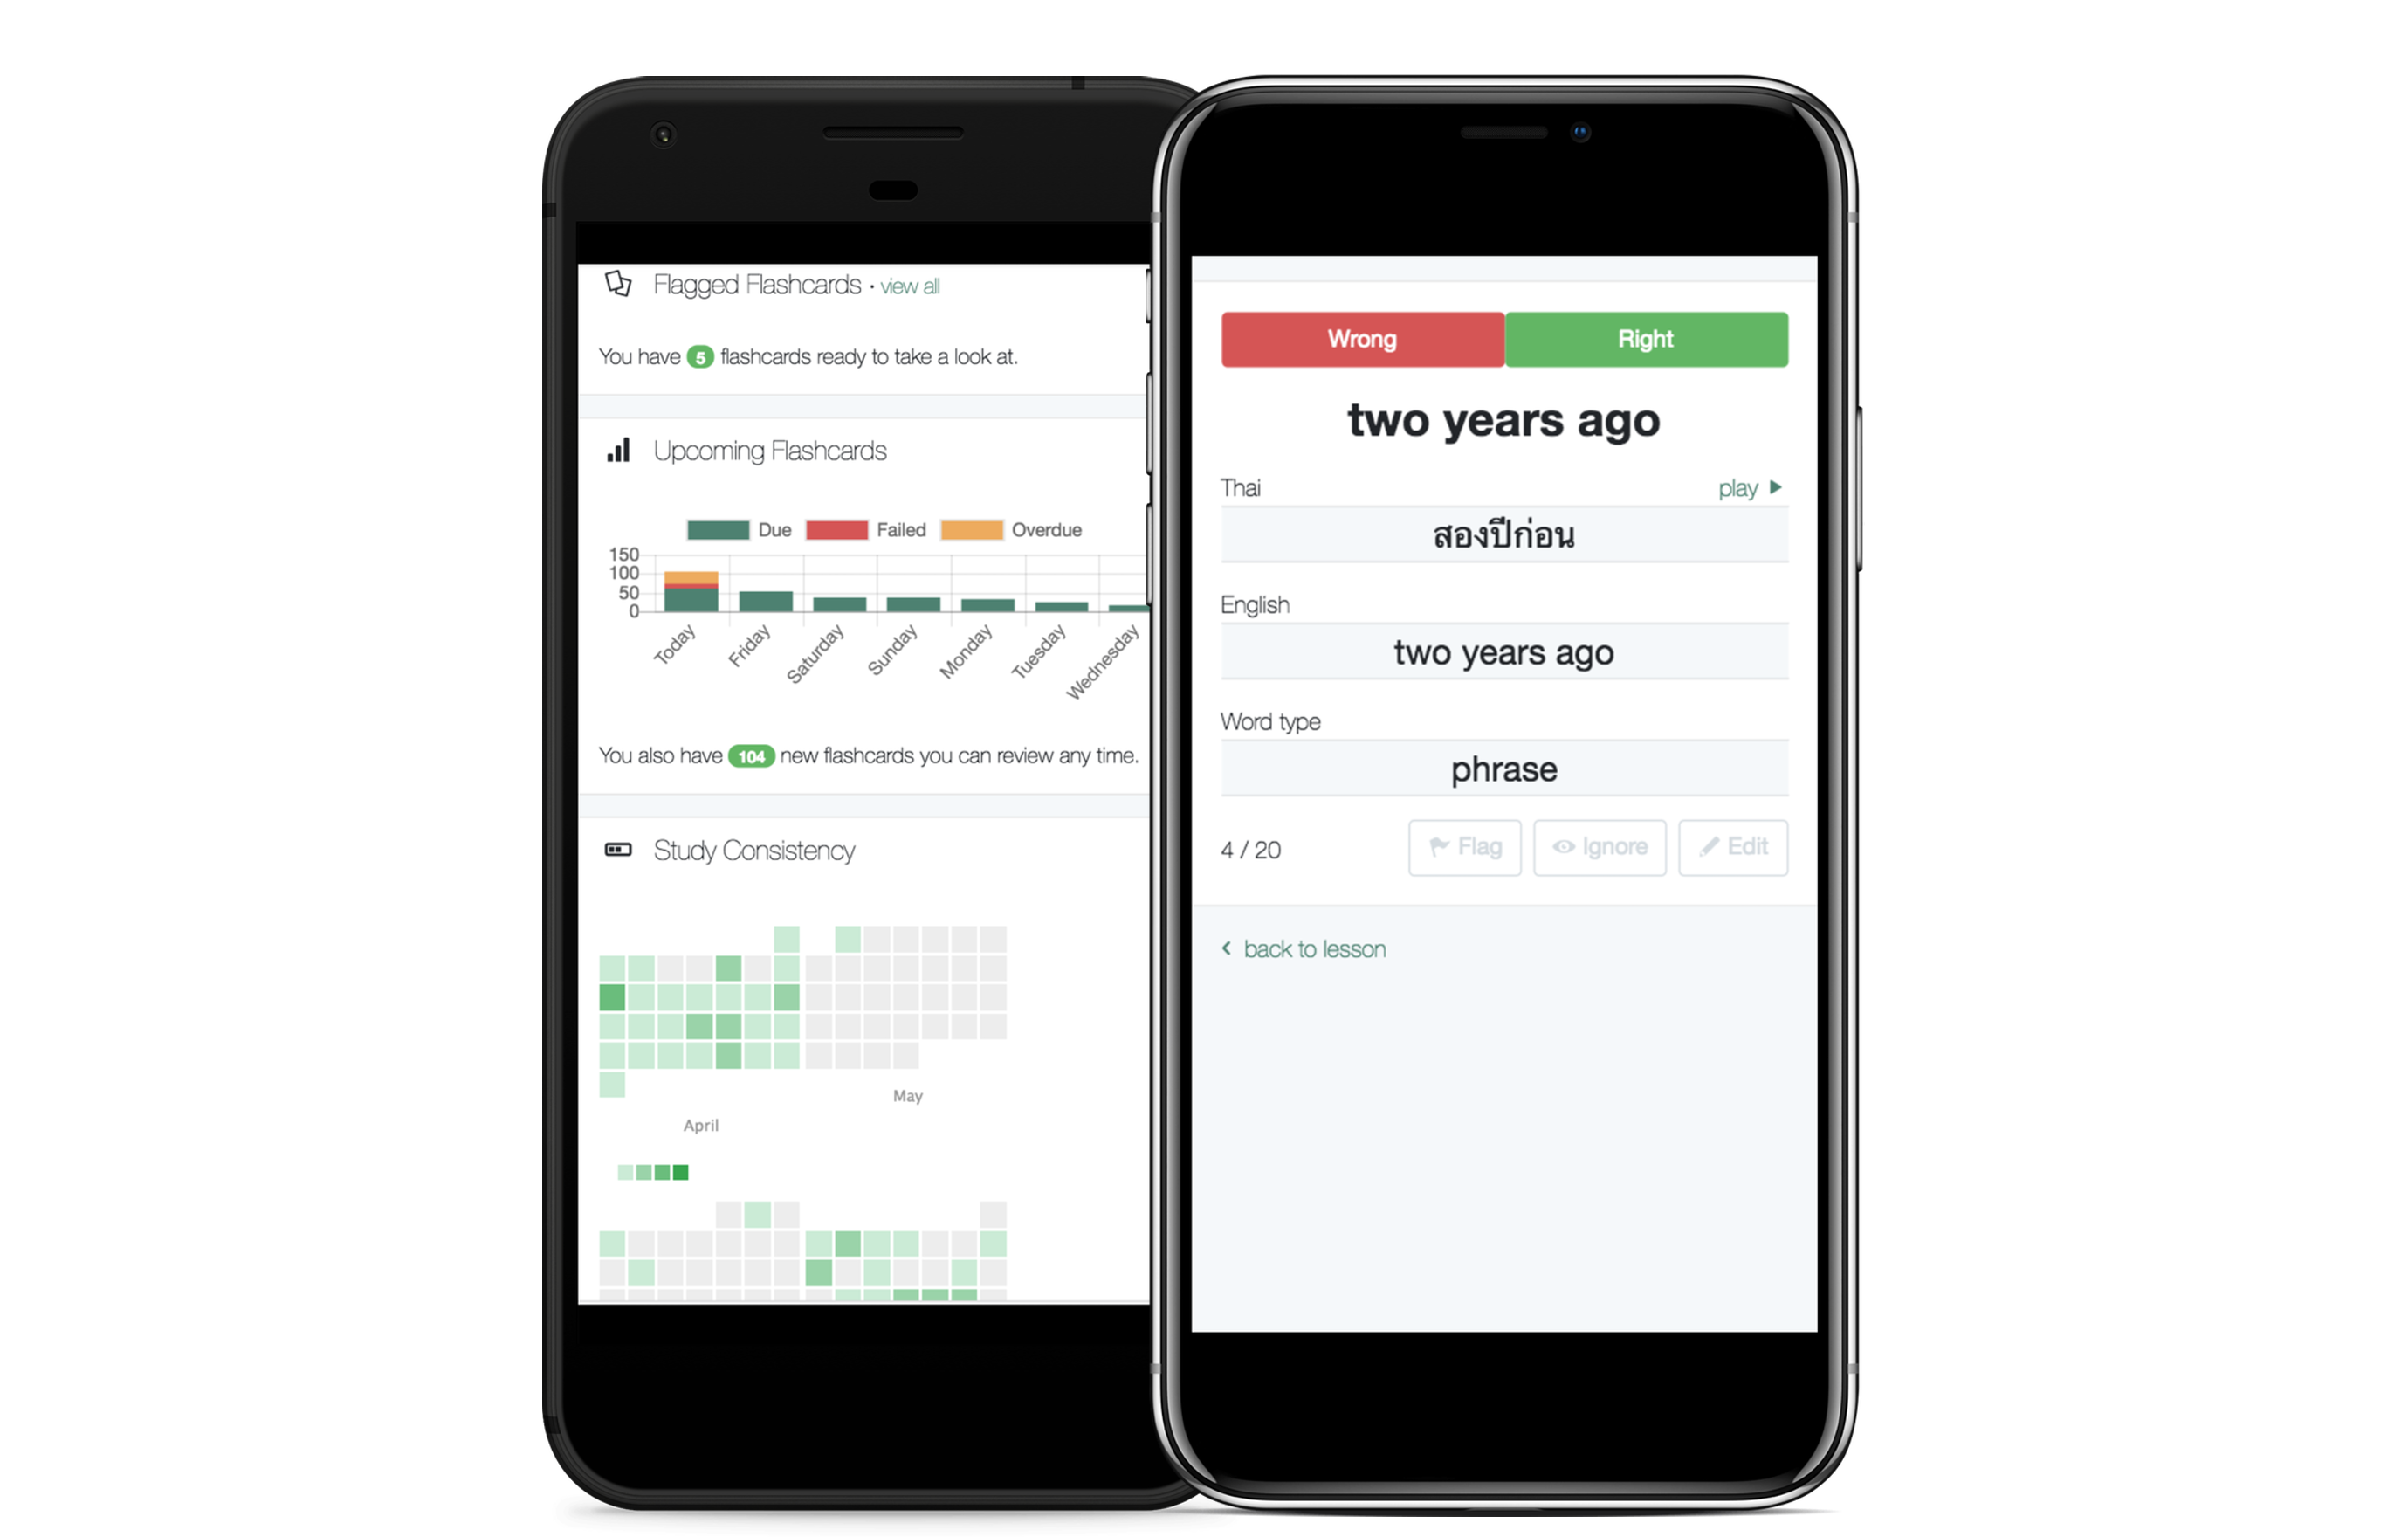 Flagged Flashcards · view all
You have 5 flashcards ready to take a look at.
Upcoming Flashcards
Due Failed Overdue
150
100
50
0
Today Friday Saturday Sunday Monday Tuesday Wednesday
You also have 104 new flashcards you can review any time.
Study Consistency
May
April
Wrong Right
two years ago
Thai play
สองปีก่อน
English
two years ago
Word type
phrase
4 / 20 Flag Ignore Edit
back to lesson